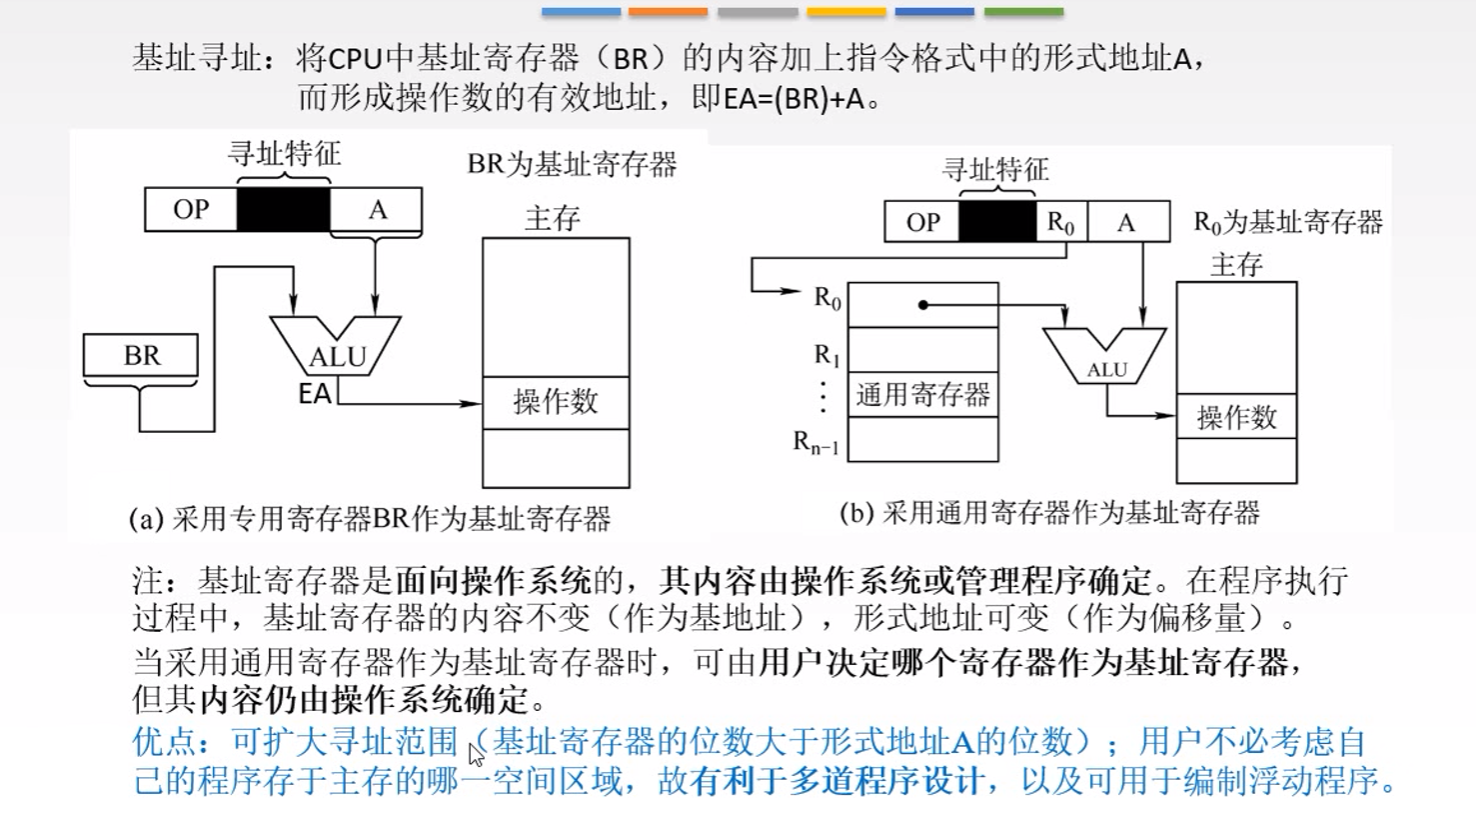 基址寻址：将CPU中基址寄存器（BR）的内容加上指令格式中的形式地址A，
而形成操作数的有效地址，即EA=(BR)+A。
寻址特征
BR为基址寄存器
OP
A
主存
BR
ALU
EA
操作数
(a) 采用专用寄存器BR作为基址寄存器
寻址特征
OP
R₀
A
R₀为基址寄存器
主存
R₀
R₁
⋮
通用寄存器
Rₙ₋₁
ALU
操作数
(b) 采用通用寄存器作为基址寄存器
注：基址寄存器是面向操作系统的，其内容由操作系统或管理程序确定。在程序执行
过程中，基址寄存器的内容不变（作为基地址），形式地址可变（作为偏移量）。
当采用通用寄存器作为基址寄存器时，可由用户决定哪个寄存器作为基址寄存器，
但其内容仍由操作系统确定。
优点：可扩大寻址范围（基址寄存器的位数大于形式地址A的位数）；用户不必考虑自
己的程序存于主存的哪一空间区域，故有利于多道程序设计，以及可用于编制浮动程序。